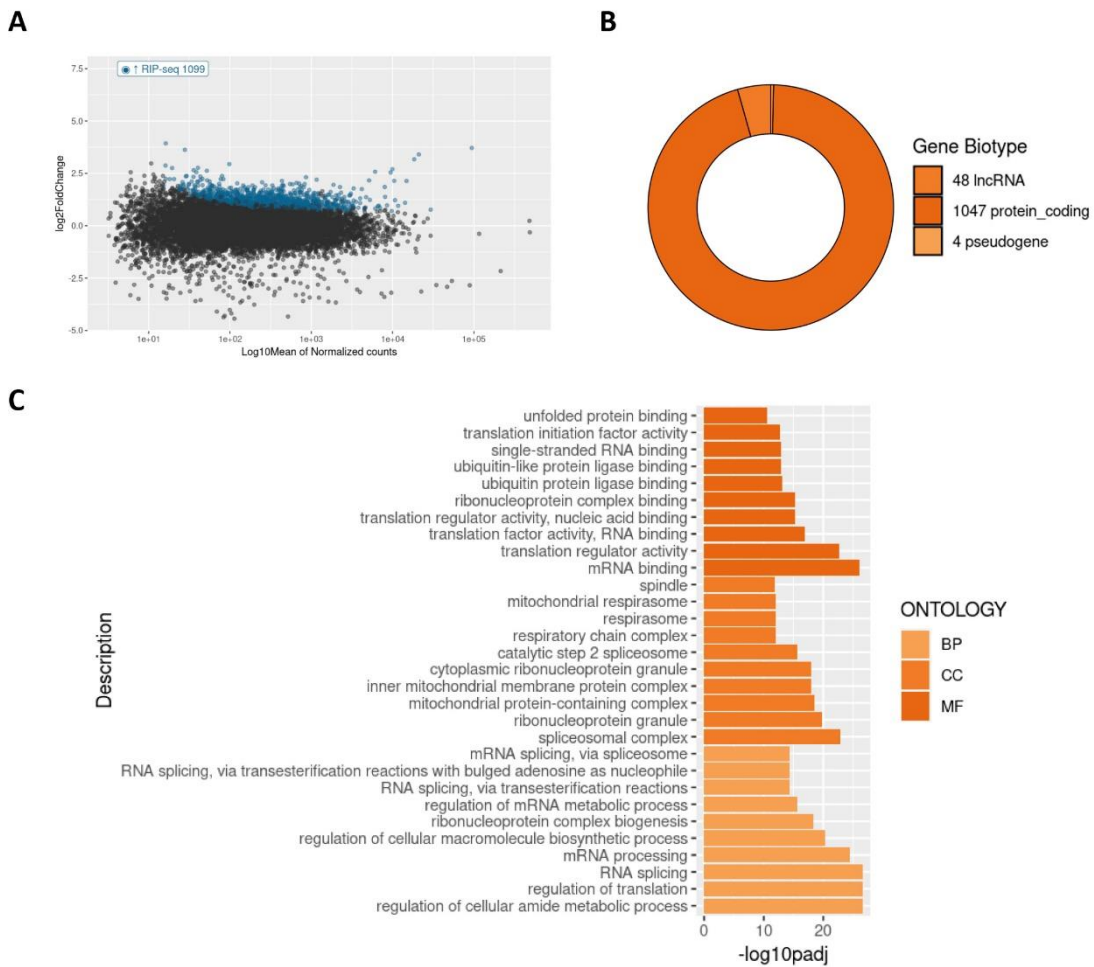 A
7.5
5.0
2.5
0.0
-2.5
-5.0
log2FoldChange
↑ RIP-seq 1099
1e+01 1e+02 1e+03 1e+04 1e+05
Log10Mean of Normalized counts
B
Gene Biotype
48 lncRNA
1047 protein_coding
4 pseudogene
C
Description
unfolded protein binding
translation initiation factor activity
single-stranded RNA binding
ubiquitin-like protein ligase binding
ubiquitin protein ligase binding
ribonucleoprotein complex binding
translation regulator activity, nucleic acid binding
translation factor activity, RNA binding
translation regulator activity
mRNA binding
spindle
mitochondrial respirasome
respirasome
respiratory chain complex
catalytic step 2 spliceosome
cytoplasmic ribonucleoprotein granule
inner mitochondrial membrane protein complex
mitochondrial protein-containing complex
ribonucleoprotein granule
spliceosomal complex
mRNA splicing, via spliceosome
RNA splicing, via transesterification reactions with bulged adenosine as nucleophile
RNA splicing, via transesterification reactions
regulation of mRNA metabolic process
ribonucleoprotein complex biogenesis
regulation of cellular macromolecule biosynthetic process
mRNA processing
RNA splicing
regulation of translation
regulation of cellular amide metabolic process
0 10 20
-log10padj
ONTOLOGY
BP
CC
MF